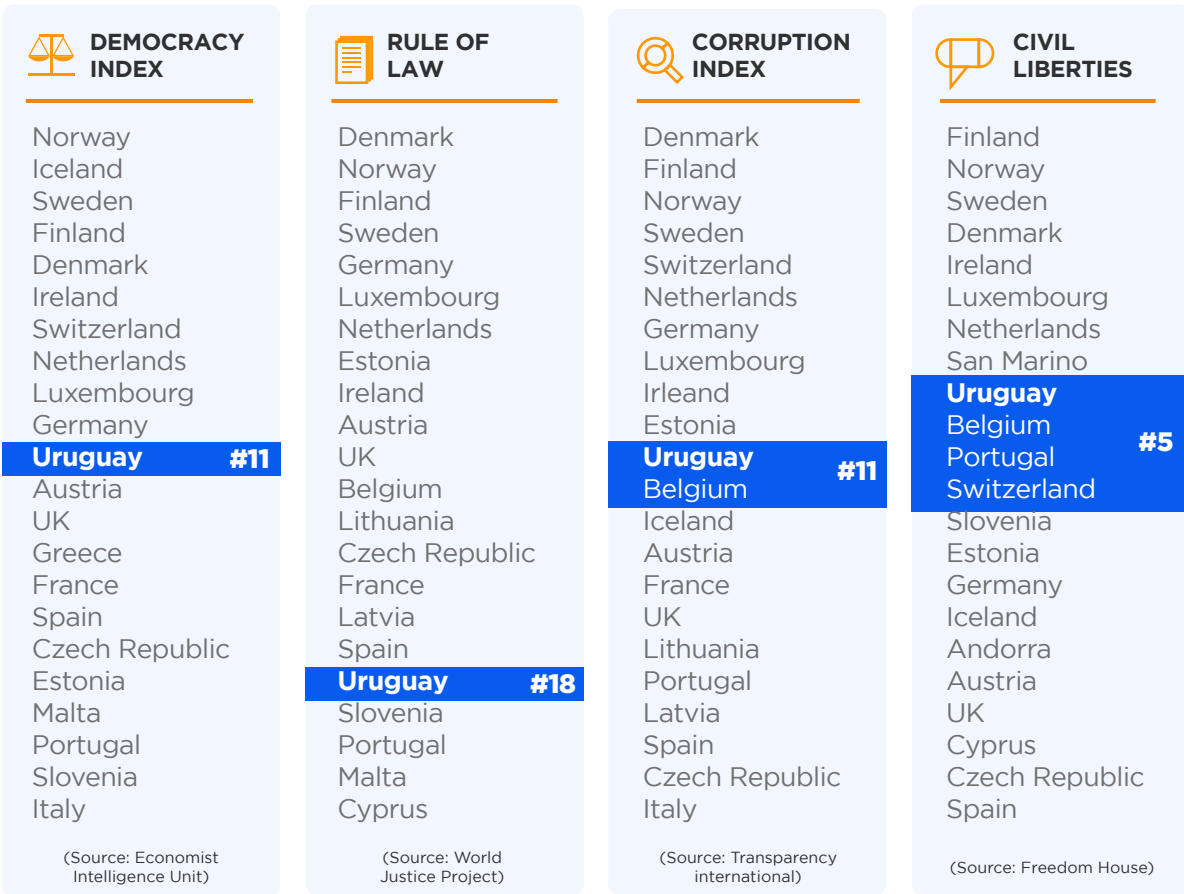 DEMOCRACY
INDEX
Norway
Iceland
Sweden
Finland
Denmark
Ireland
Switzerland
Netherlands
Luxembourg
Germany
Uruguay #11
Austria
UK
Greece
France
Spain
Czech Republic
Estonia
Malta
Portugal
Slovenia
Italy
(Source: Economist
Intelligence Unit)
RULE OF
LAW
Denmark
Norway
Finland
Sweden
Germany
Luxembourg
Netherlands
Estonia
Ireland
Austria
UK
Belgium
Lithuania
Czech Republic
France
Latvia
Spain
Uruguay #18
Slovenia
Portugal
Malta
Cyprus
(Source: World
Justice Project)
CORRUPTION
INDEX
Denmark
Finland
Norway
Sweden
Switzerland
Netherlands
Germany
Luxembourg
Irleand
Estonia
Uruguay
#11
Belgium
Iceland
Austria
France
UK
Lithuania
Portugal
Latvia
Spain
Czech Republic
Italy
(Source: Transparency
international)
CIVIL
LIBERTIES
Finland
Norway
Sweden
Denmark
Ireland
Luxembourg
Netherlands
San Marino
Uruguay
Belgium
#5
Portugal
Switzerland
Slovenia
Estonia
Germany
Iceland
Andorra
Austria
UK
Cyprus
Czech Republic
Spain
(Source: Freedom House)